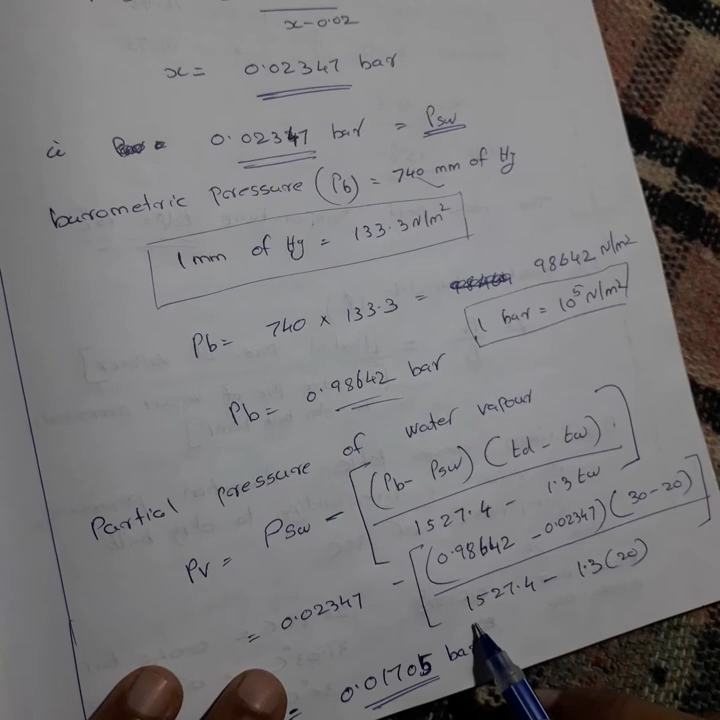 x-0.02
x = 0.02347 bar
ie 0.02347 bar = Psw
barometric pressure (Pb) = 740 mm of Hg
1 mm of Hg = 133.3 N/m²
Pb = 740 × 133.3 = 98642 N/m²
1 bar = 10⁵ N/m²
Pb = 0.98642 bar
Partial pressure of water vapour
Pv = Psw - [(Pb - Psw)(td - tw) / 1527.4 - 1.3 tw]
= 0.02347 - [(0.98642 - 0.02347)(30-20) / 1527.4 - 1.3(20)]
= 0.01705 bar